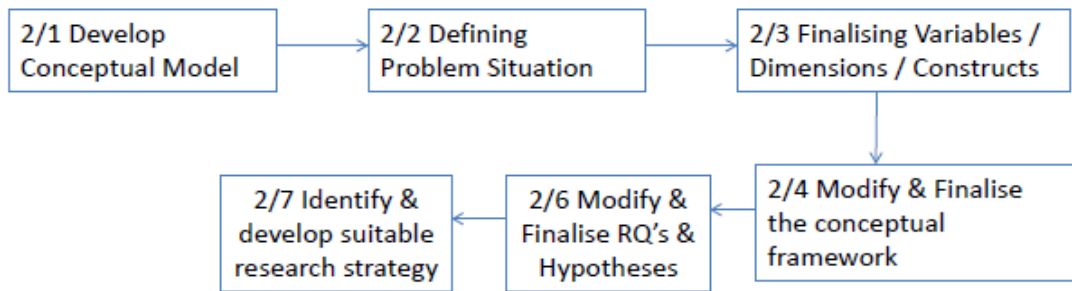 2/1 Develop
Conceptual Model
2/2 Defining
Problem Situation
2/3 Finalising Variables /
Dimensions / Constructs
2/4 Modify & Finalise
the conceptual
framework
2/6 Modify &
Finalise RQ's &
Hypotheses
2/7 Identify &
develop suitable
research strategy